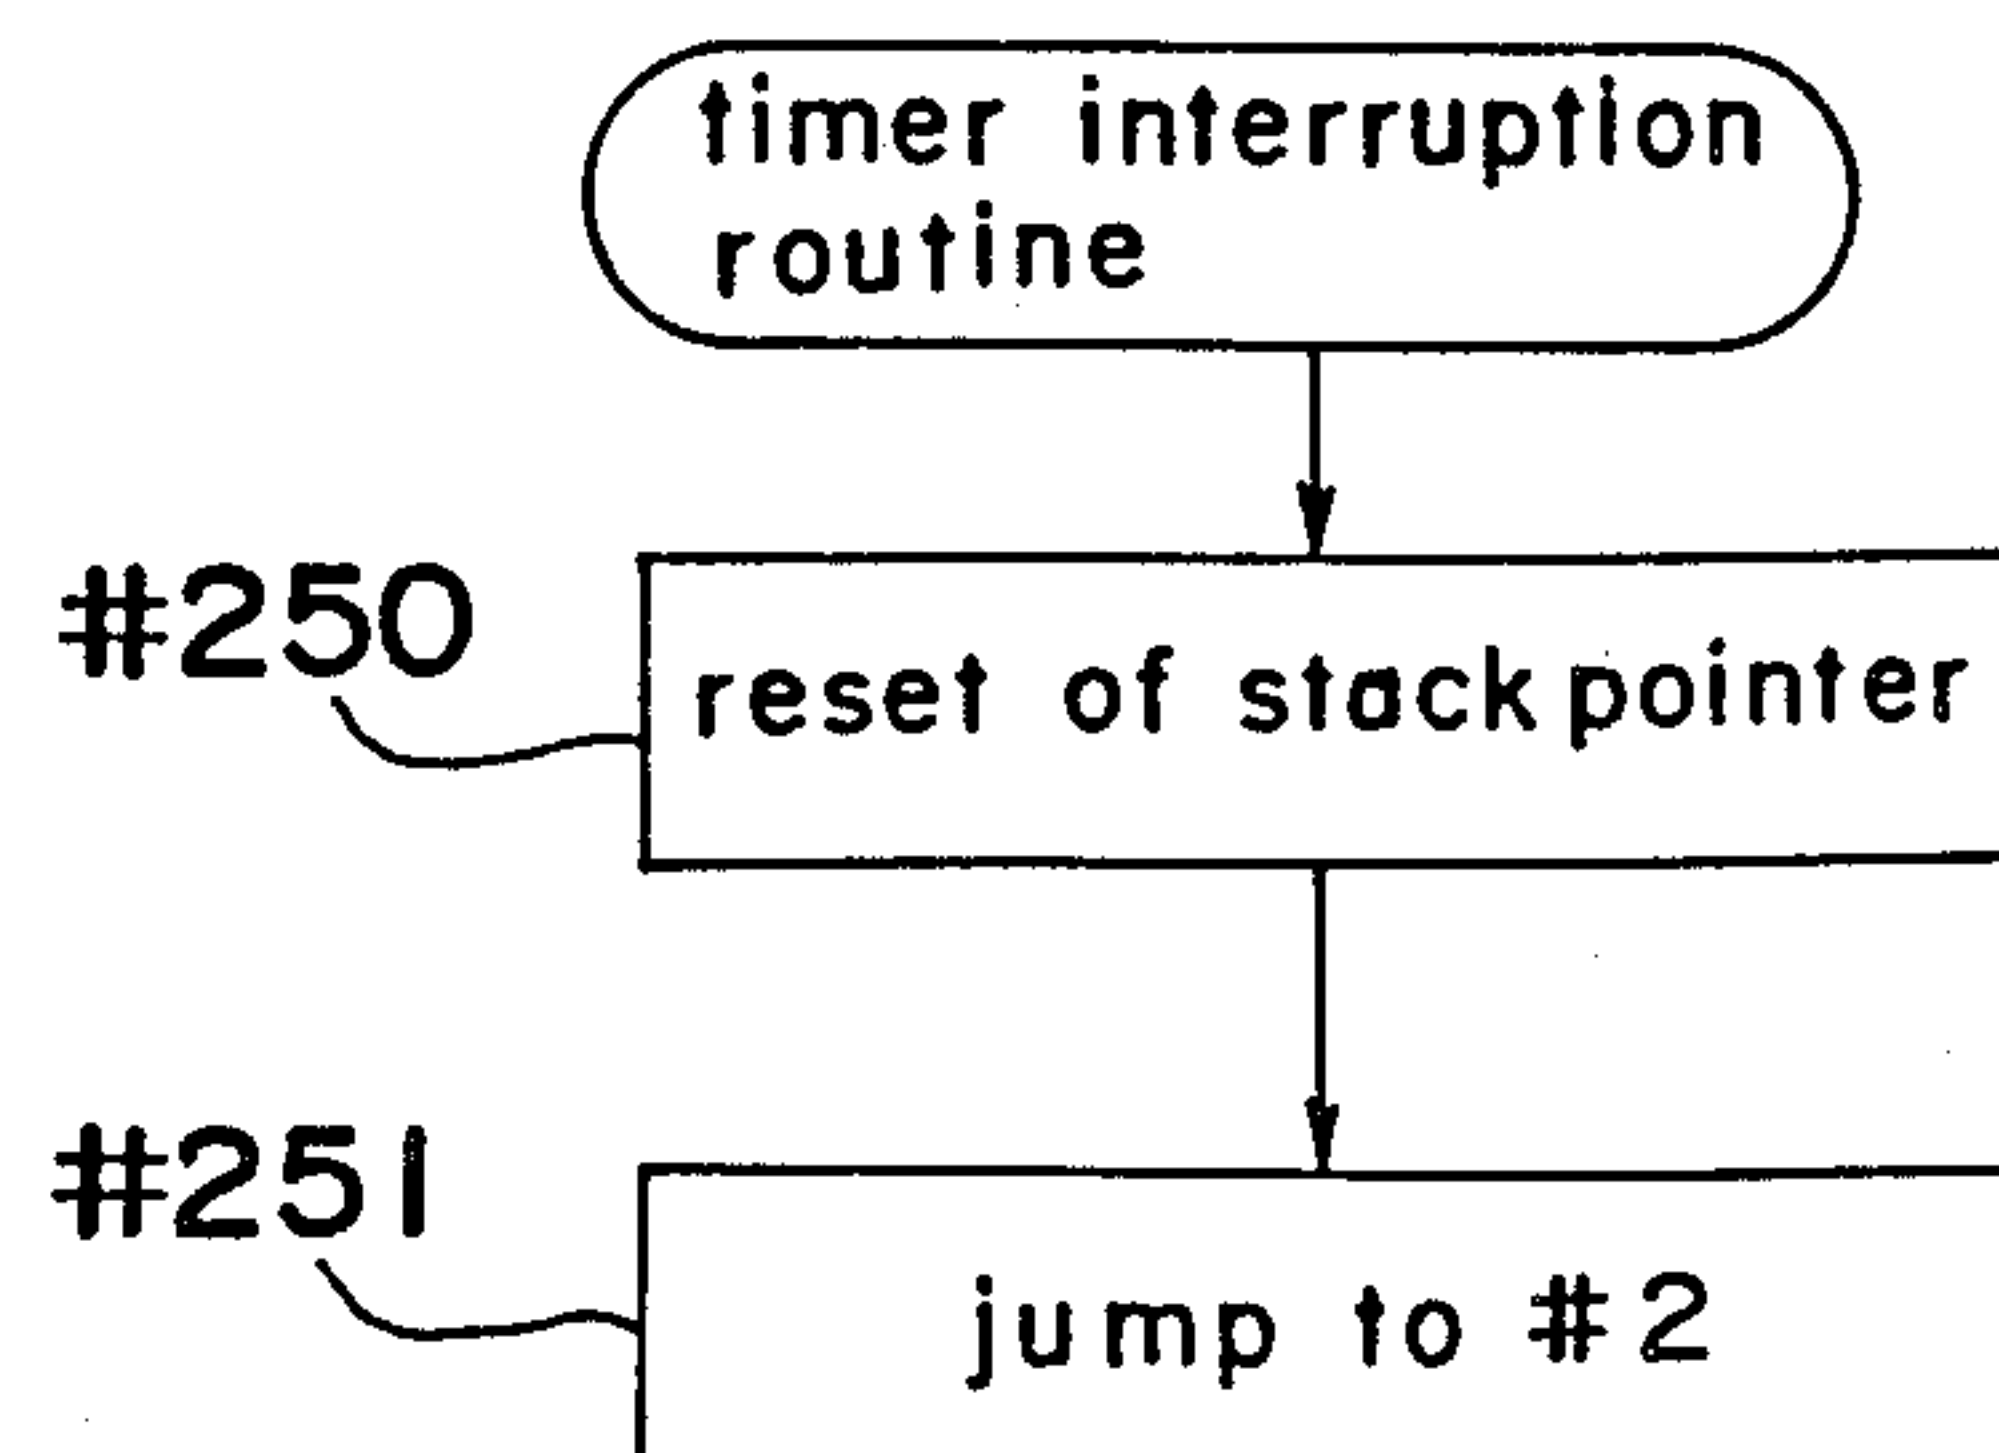 timer interruption
routine
#250
reset of stack pointer
#251
jump to #2